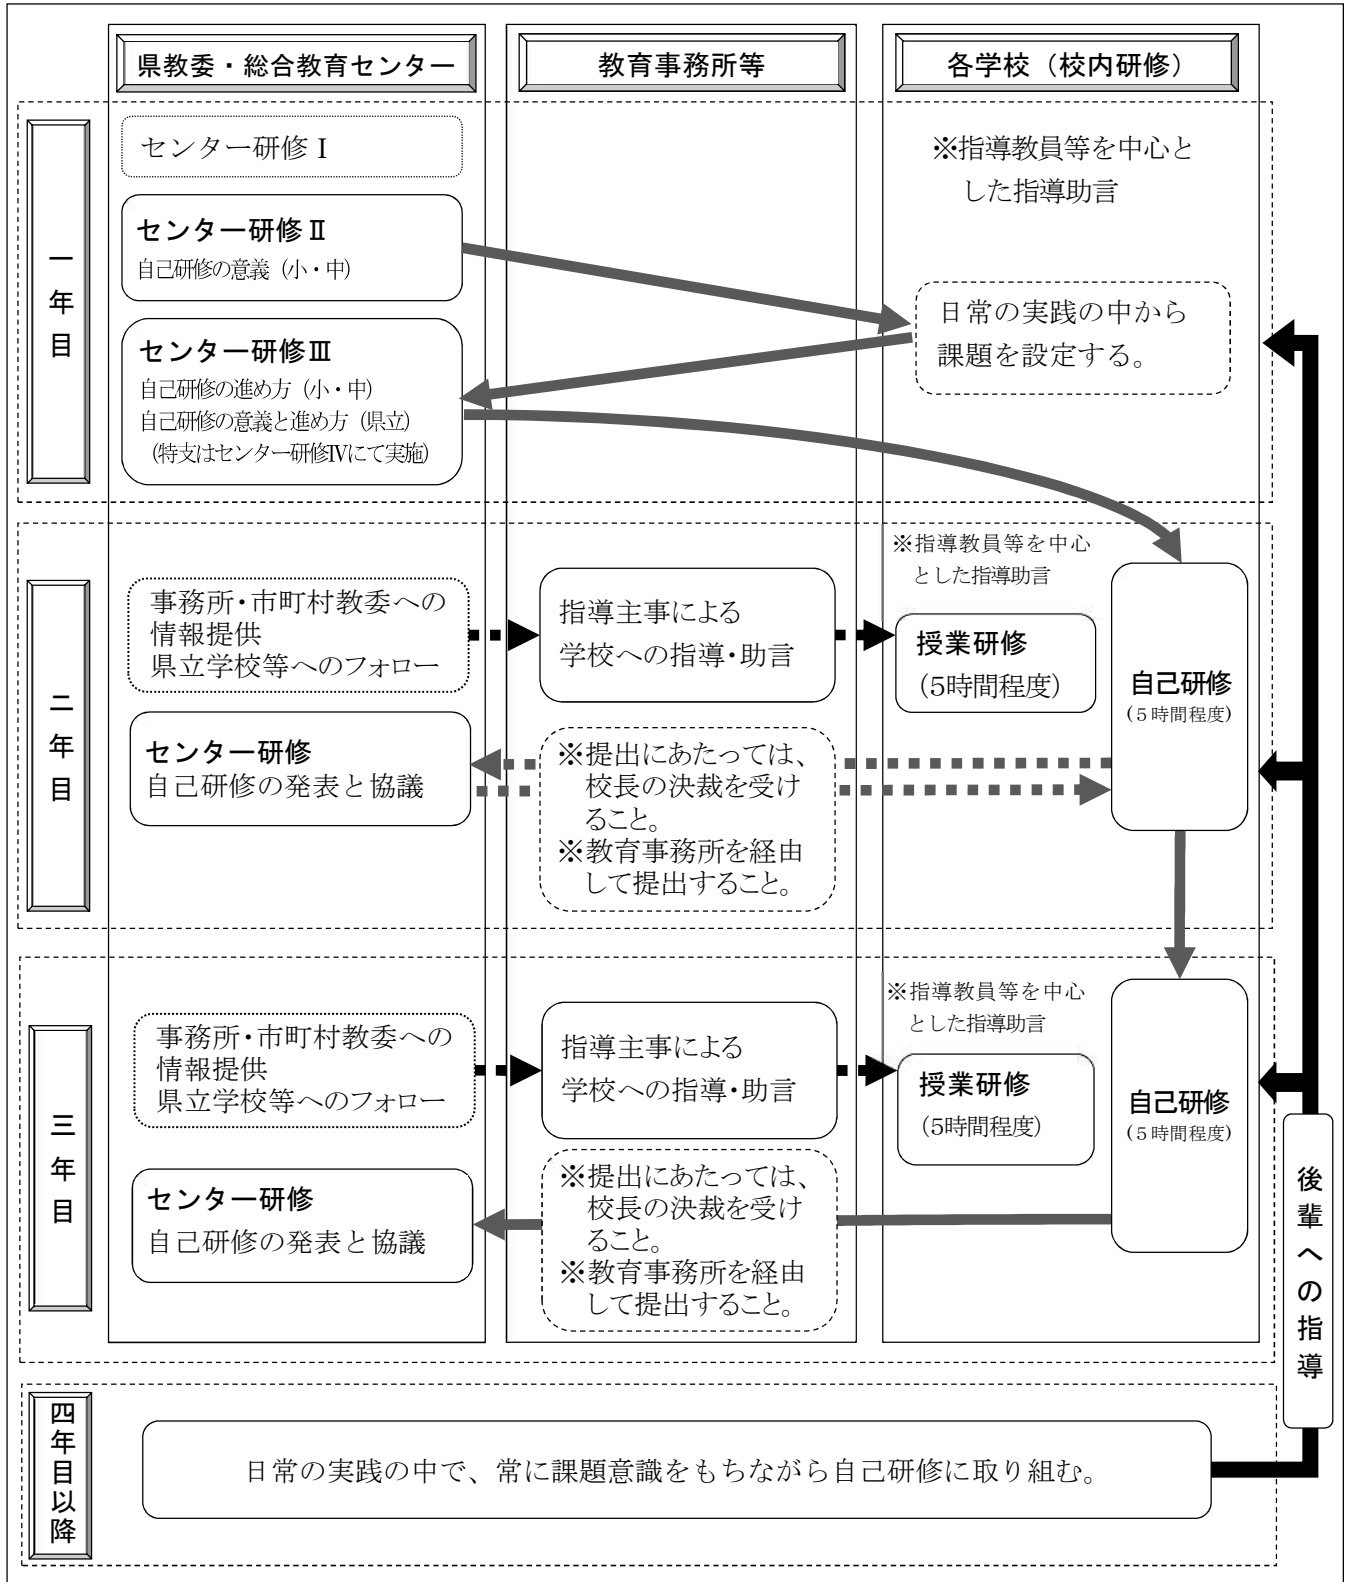 県教委・総合教育センター
教育事務所等
各学校（校内研修）
一年目
センター研修Ⅰ
センター研修Ⅱ
自己研修の意義（小・中）
センター研修Ⅲ
自己研修の進め方（小・中）
自己研修の意義と進め方（県立）
（特支はセンター研修Ⅳにて実施）
※指導教員等を中心と
した指導助言
日常の実践の中から
課題を設定する。
二年目
事務所・市町村教委への
情報提供
県立学校等へのフォロー
指導主事による
学校への指導・助言
※指導教員等を中心
とした指導助言
授業研修
（5時間程度）
自己研修
（５時間程度）
センター研修
自己研修の発表と協議
※提出にあたっては、
校長の決裁を受け
ること。
※教育事務所を経由
して提出すること。
三年目
事務所・市町村教委への
情報提供
県立学校等へのフォロー
指導主事による
学校への指導・助言
※指導教員等を中心
とした指導助言
授業研修
（5時間程度）
自己研修
（５時間程度）
センター研修
自己研修の発表と協議
※提出にあたっては、
校長の決裁を受け
ること。
※教育事務所を経由
して提出すること。
後輩への指導
四年目以降
日常の実践の中で、常に課題意識をもちながら自己研修に取り組む。